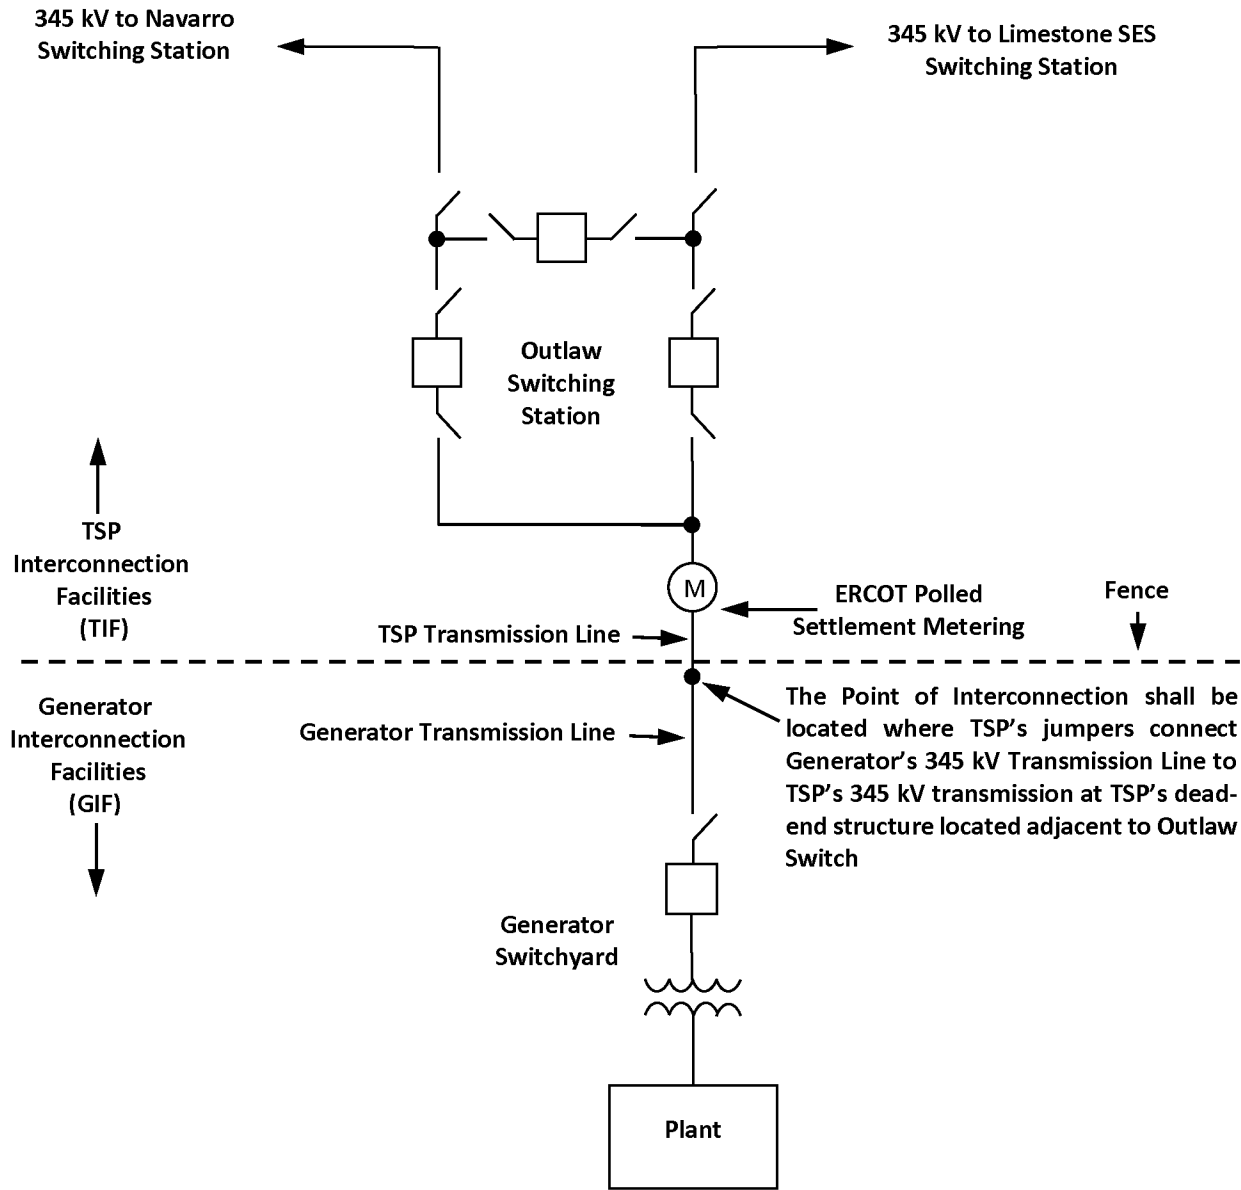 345 kV to Navarro
Switching Station
345 kV to Limestone SES
Switching Station
Outlaw
Switching
Station
TSP
Interconnection
Facilities
(TIF)
M
ERCOT Polled
Settlement Metering
Fence
TSP Transmission Line
Generator
Interconnection
Facilities
(GIF)
Generator Transmission Line
The Point of Interconnection shall be
located where TSP’s jumpers connect
Generator’s 345 kV Transmission Line to
TSP’s 345 kV transmission at TSP’s dead-
end structure located adjacent to Outlaw
Switch
Generator
Switchyard
Plant